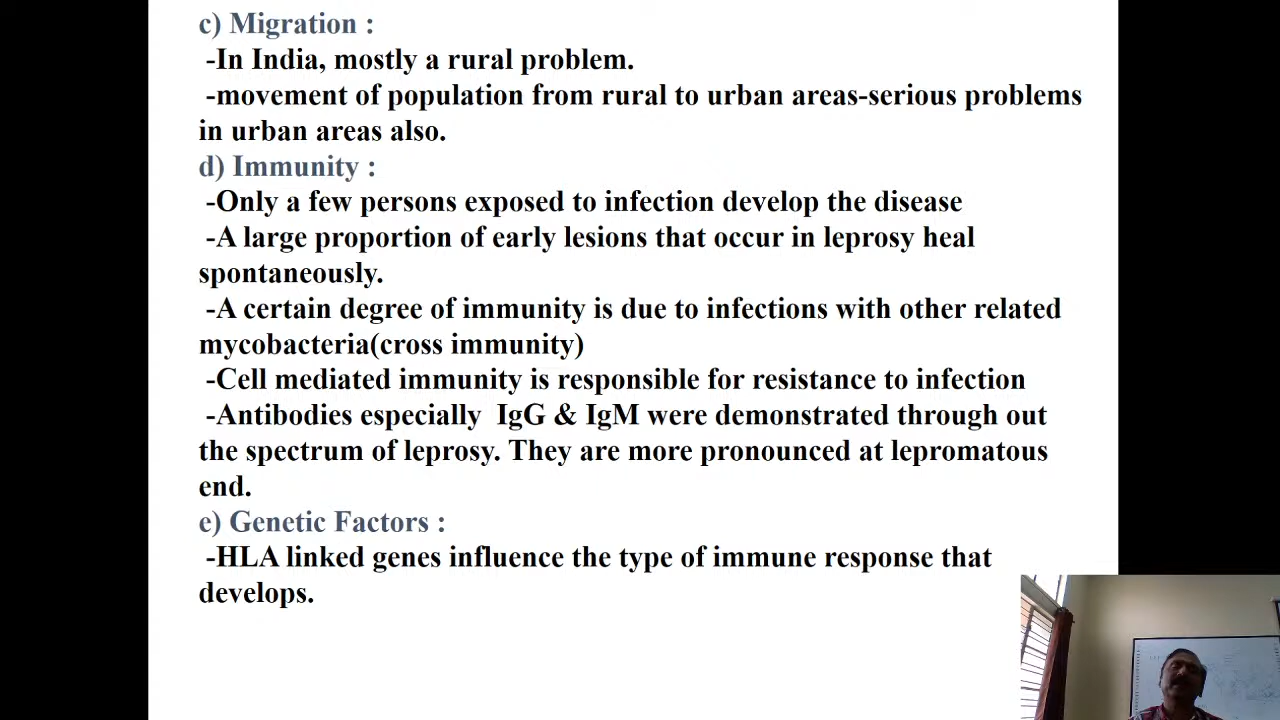 c) Migration :
-In India, mostly a rural problem.
-movement of population from rural to urban areas-serious problems
in urban areas also.
d) Immunity :
-Only a few persons exposed to infection develop the disease
-A large proportion of early lesions that occur in leprosy heal
spontaneously.
-A certain degree of immunity is due to infections with other related
mycobacteria(cross immunity)
-Cell mediated immunity is responsible for resistance to infection
-Antibodies especially IgG & IgM were demonstrated through out
the spectrum of leprosy. They are more pronounced at lepromatous
end.
e) Genetic Factors :
-HLA linked genes influence the type of immune response that
develops.